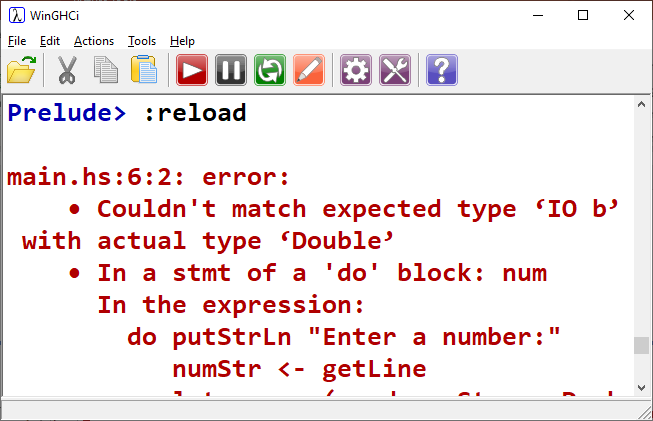 WinGHCi
File Edit Actions Tools Help
Prelude> :reload
main.hs:6:2: error:
• Couldn't match expected type ‘IO b’
with actual type ‘Double’
• In a stmt of a 'do' block: num
In the expression:
do putStrLn "Enter a number:"
numStr <- getLine